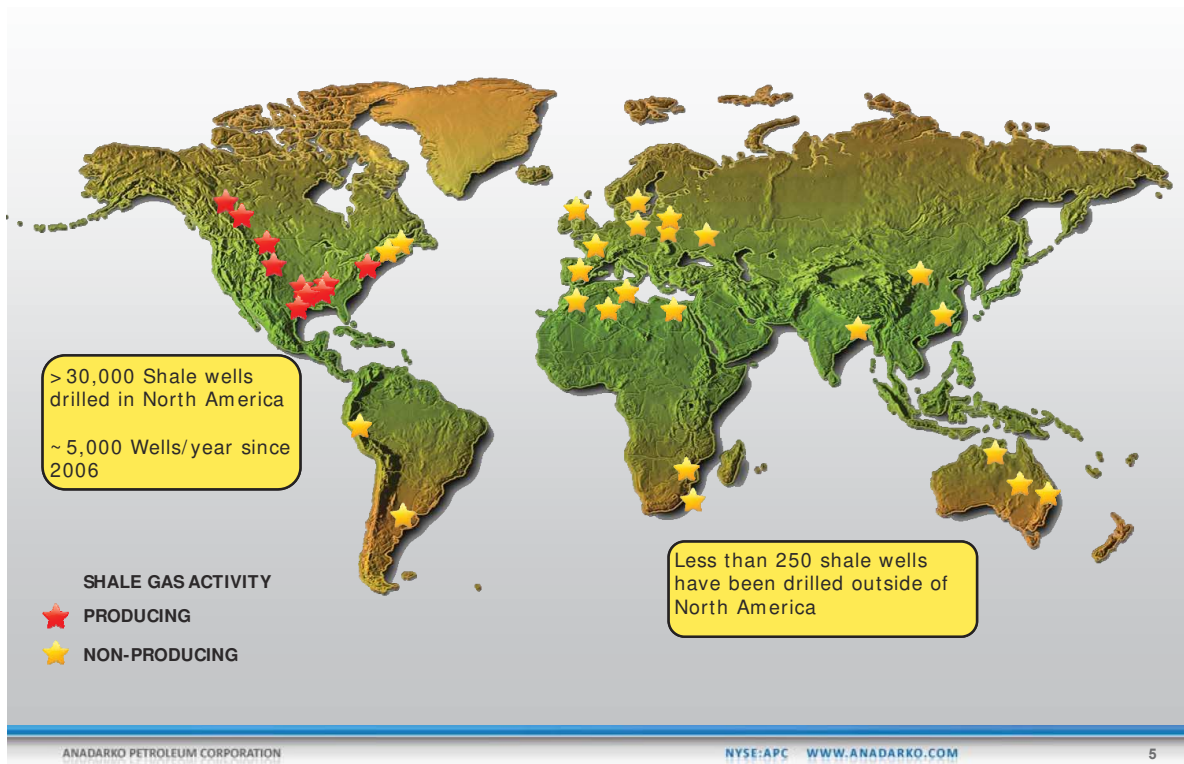 > 30,000 Shale wells
drilled in North America
~ 5,000 Wells/year since
2006
Less than 250 shale wells
have been drilled outside of
North America
SHALE GAS ACTIVITY
PRODUCING
NON-PRODUCING
ANADARKO PETROLEUM CORPORATION
NYSE:APC WWW.ANADARKO.COM
5